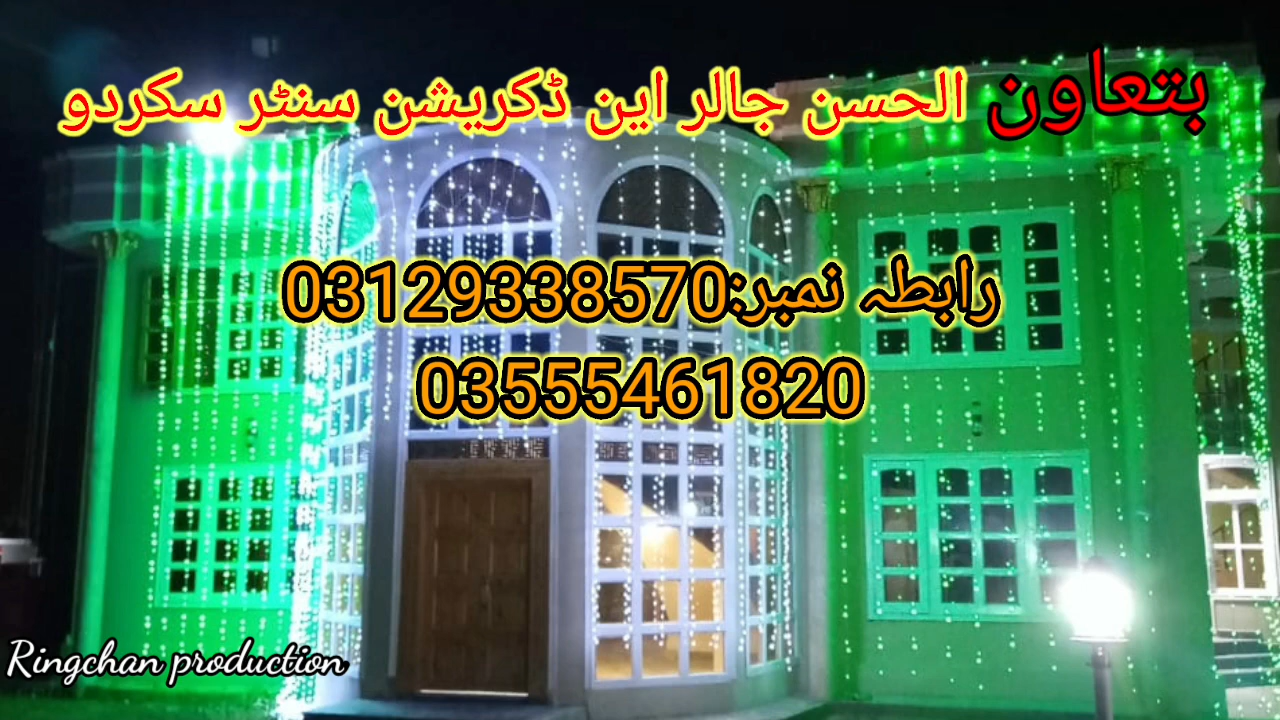 بتعاون الحسن جالر این ڈکریشن سنٹر سکردو
رابطہ نمبر:03129338570
03555461820
Ringchan production